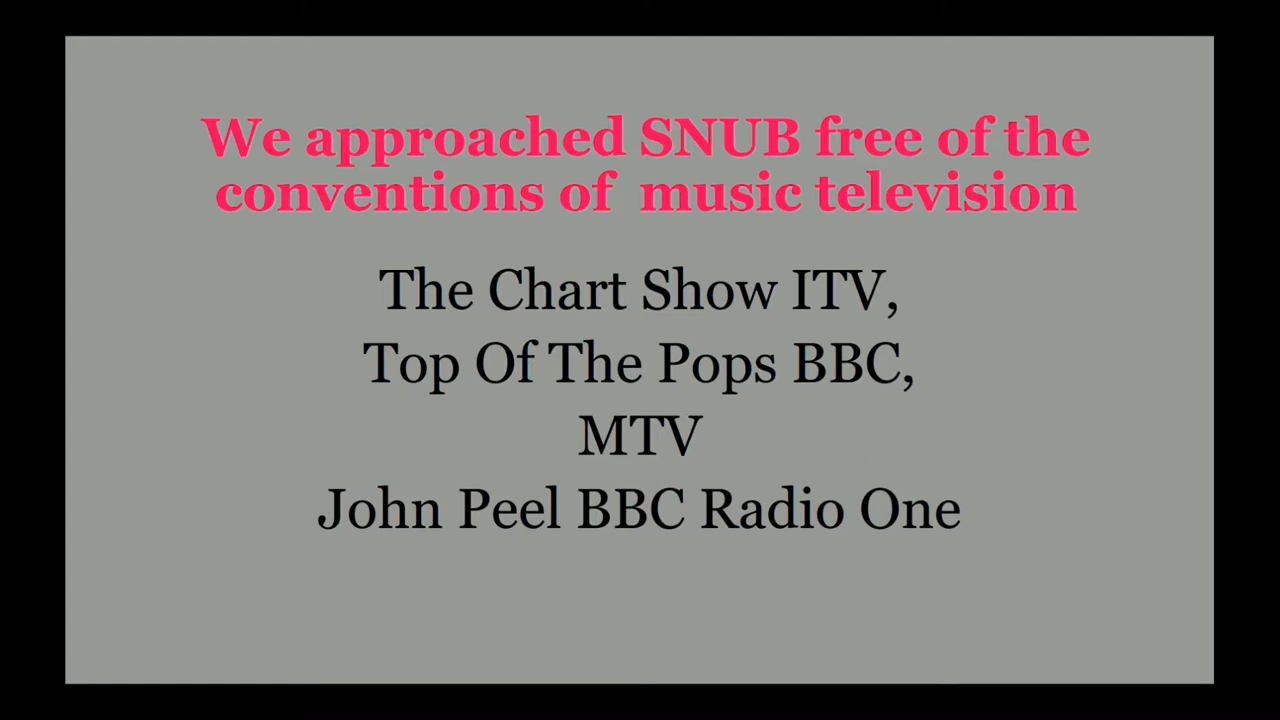 We approached SNUB free of the
conventions of  music television
The Chart Show ITV,
Top Of The Pops BBC,
MTV
John Peel BBC Radio One